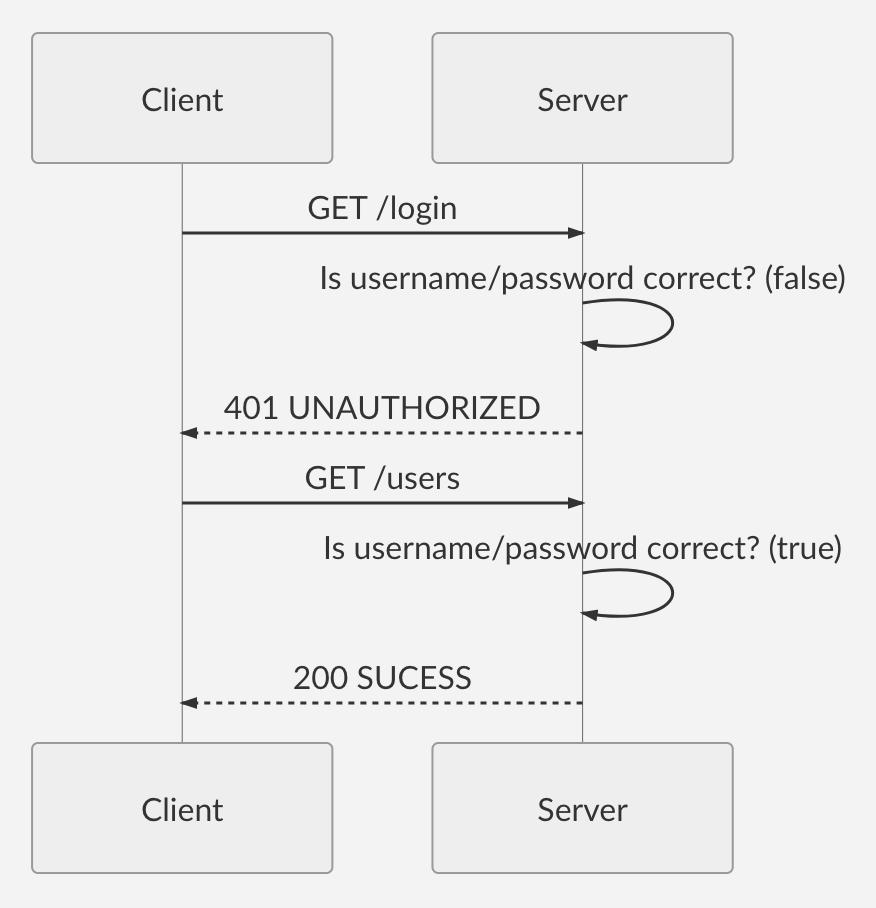 Client
Server
GET /login
Is username/password correct? (false)
401 UNAUTHORIZED
GET /users
Is username/password correct? (true)
200 SUCESS
Client
Server